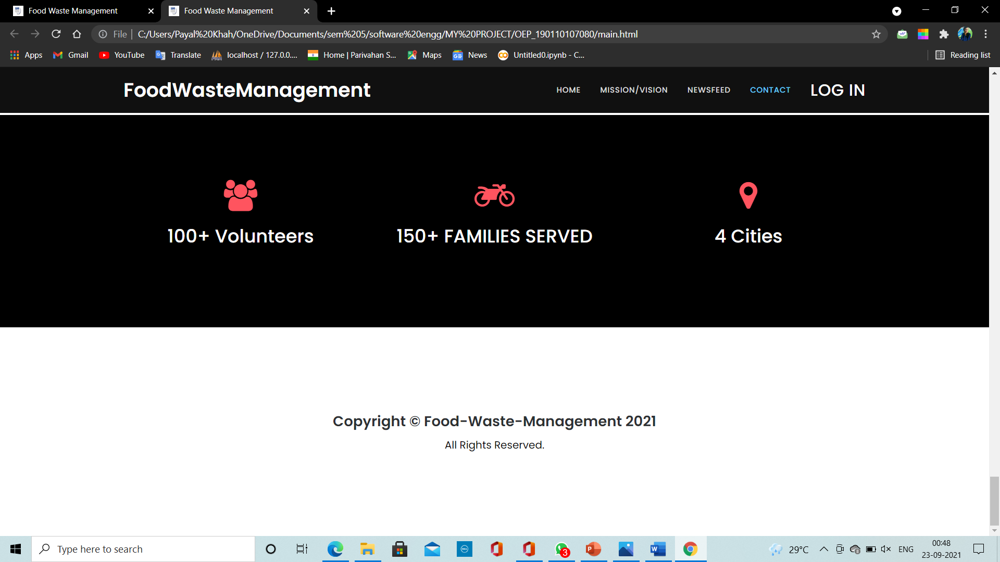 Food Waste Management
Food Waste Management
File
C:/Users/Payal%20Khah/OneDrive/Documents/sem%205/software%20engg/MY%20PROJECT/OEP_190110107080/main.html
Apps
Gmail
YouTube
Translate
localhost / 127.0.0....
Home | Parivahan S...
Maps
News
Untitled0.ipynb - C...
Reading list
FoodWasteManagement
HOME
MISSION/VISION
NEWSFEED
CONTACT
LOG IN
100+ Volunteers
150+ FAMILIES SERVED
4 Cities
Copyright © Food-Waste-Management 2021
All Rights Reserved.
Type here to search
3
29°C
ENG
00:48
23-09-2021